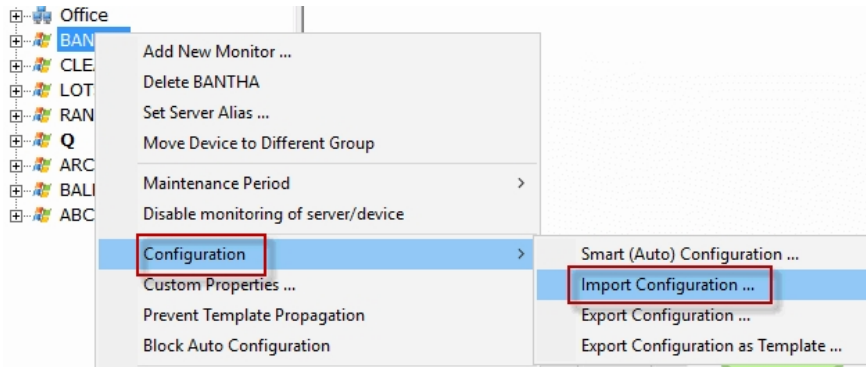 Office
BAN
CLE
LOT
RAN
Q
ARC
BALI
ABC
Add New Monitor ...
Delete BANTHA
Set Server Alias ...
Move Device to Different Group
Maintenance Period >
Disable monitoring of server/device
Configuration >
Custom Properties ...
Prevent Template Propagation
Block Auto Configuration
Smart (Auto) Configuration ...
Import Configuration ...
Export Configuration ...
Export Configuration as Template ...